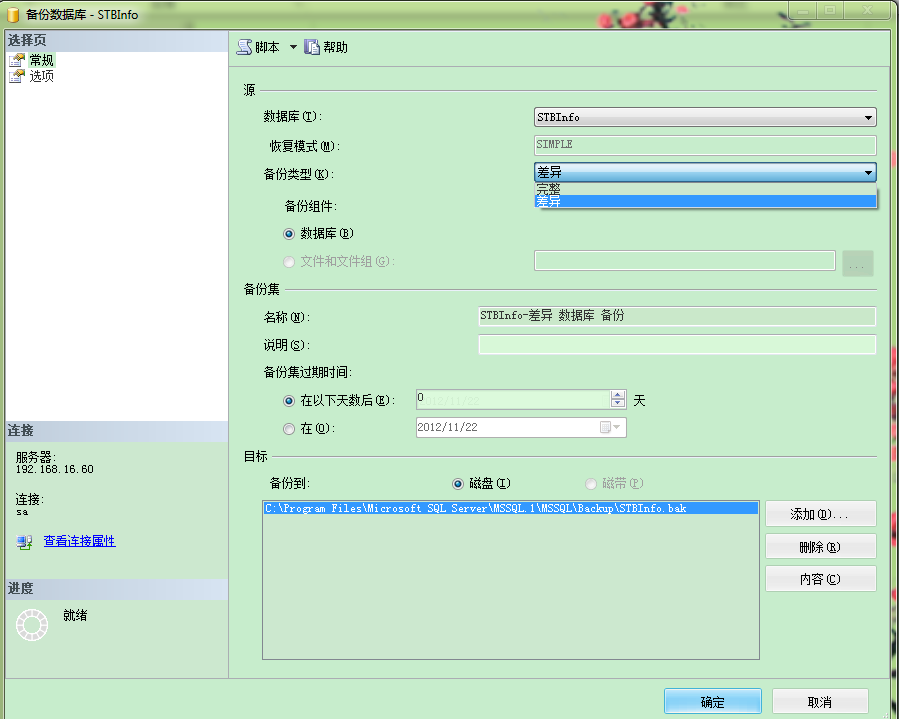 备份数据库 - STBInfo
选择页
常规
选项
脚本
帮助
源
数据库(T):
STBInfo
恢复模式(M):
SIMPLE
备份类型(K):
差异
完整
差异
备份组件:
数据库(B)
文件和文件组(G):
...
备份集
名称(N):
STBInfo-差异 数据库 备份
说明(S):
备份集过期时间:
在以下天数后(E):
0
2012/11/22
天
在(O):
2012/11/22
目标
备份到:
磁盘(I)
磁带(P)
C:\Program Files\Microsoft SQL Server\MSSQL.1\MSSQL\Backup\STBInfo.bak
添加(D)...
删除(R)
内容(C)
连接
服务器:
192.168.16.60
连接:
sa
查看连接属性
进度
就绪
确定
取消